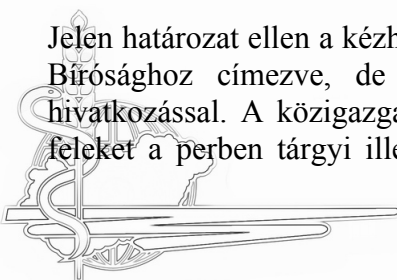 Jelen határozat ellen a kézh
Bírósághoz címezve, de
hivatkozással. A közigazga
feleket a perben tárgyi ille